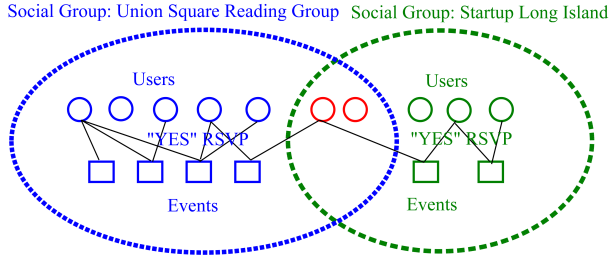 Social Group: Union Square Reading Group
Social Group: Startup Long Island
Users
Users
"YES" RSVP
"YES" RSVP
Events
Events